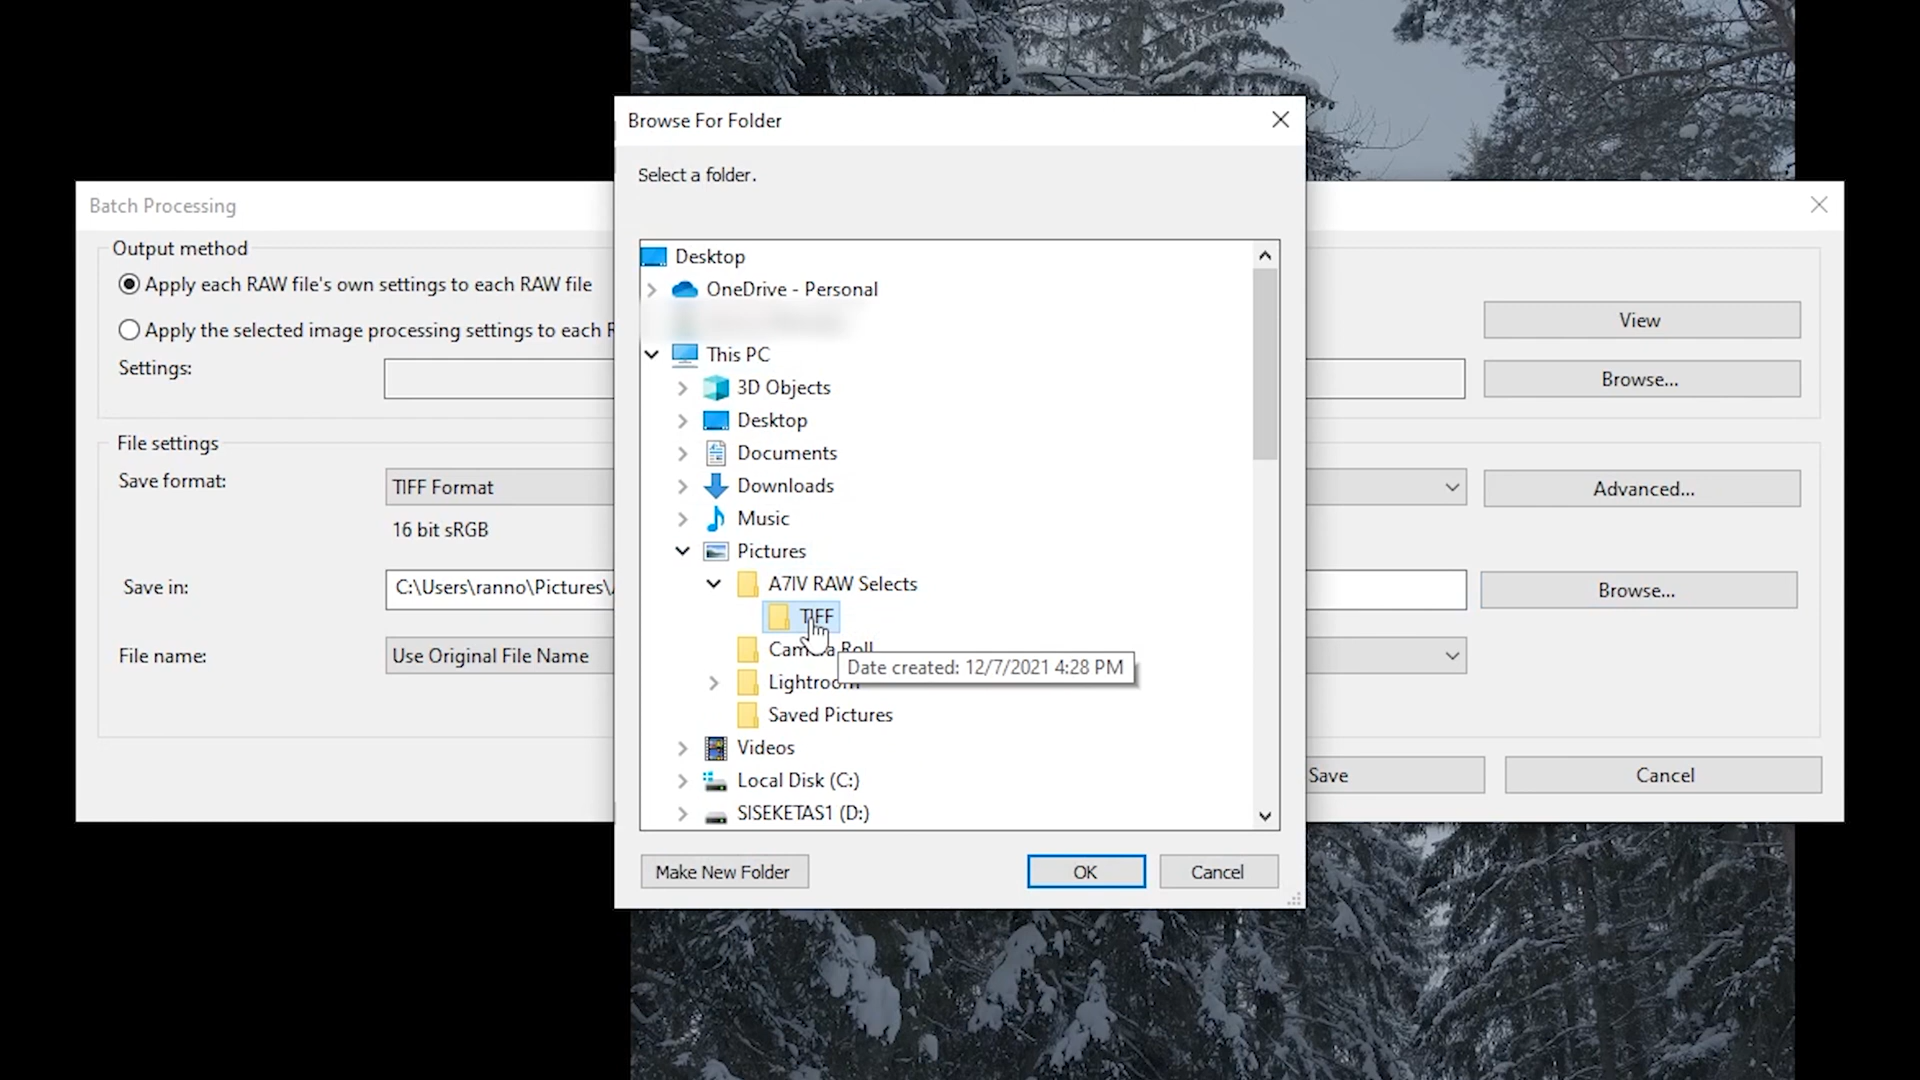 Browse For Folder
Select a folder.
Desktop
OneDrive - Personal
This PC
3D Objects
Desktop
Documents
Downloads
Music
Pictures
A7IV RAW Selects
TIFF
Camera Roll
Date created: 12/7/2021 4:28 PM
Lightroom
Saved Pictures
Videos
Local Disk (C:)
SISEKETAS1 (D:)
Make New Folder
OK
Cancel
Batch Processing
Output method
Apply each RAW file's own settings to each RAW file
Apply the selected image processing settings to each
Settings:
View
Browse...
File settings
Save format:
TIFF Format
Advanced...
16 bit sRGB
Save in:
C:\Users\ranno\Pictures\
Browse...
File name:
Use Original File Name
Save
Cancel